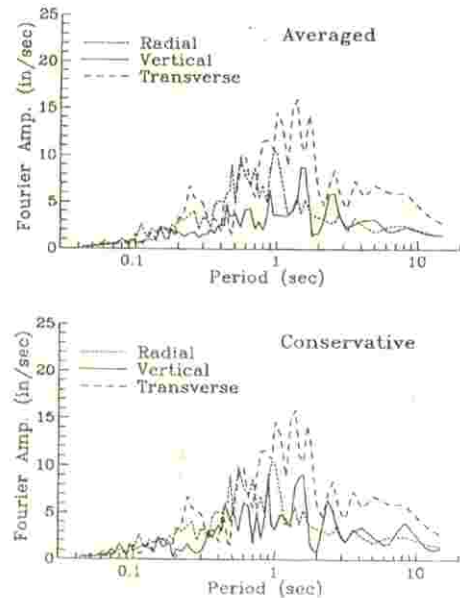 Averaged
Fourier Amp. (in/sec)
25
20
15
10
5
0
Radial
Vertical
Transverse
0.1
1
10
Period (sec)
Conservative
Fourier Amp. (in/sec)
25
20
15
10
5
0
Radial
Vertical
Transverse
0.1
1
10
Period (sec)